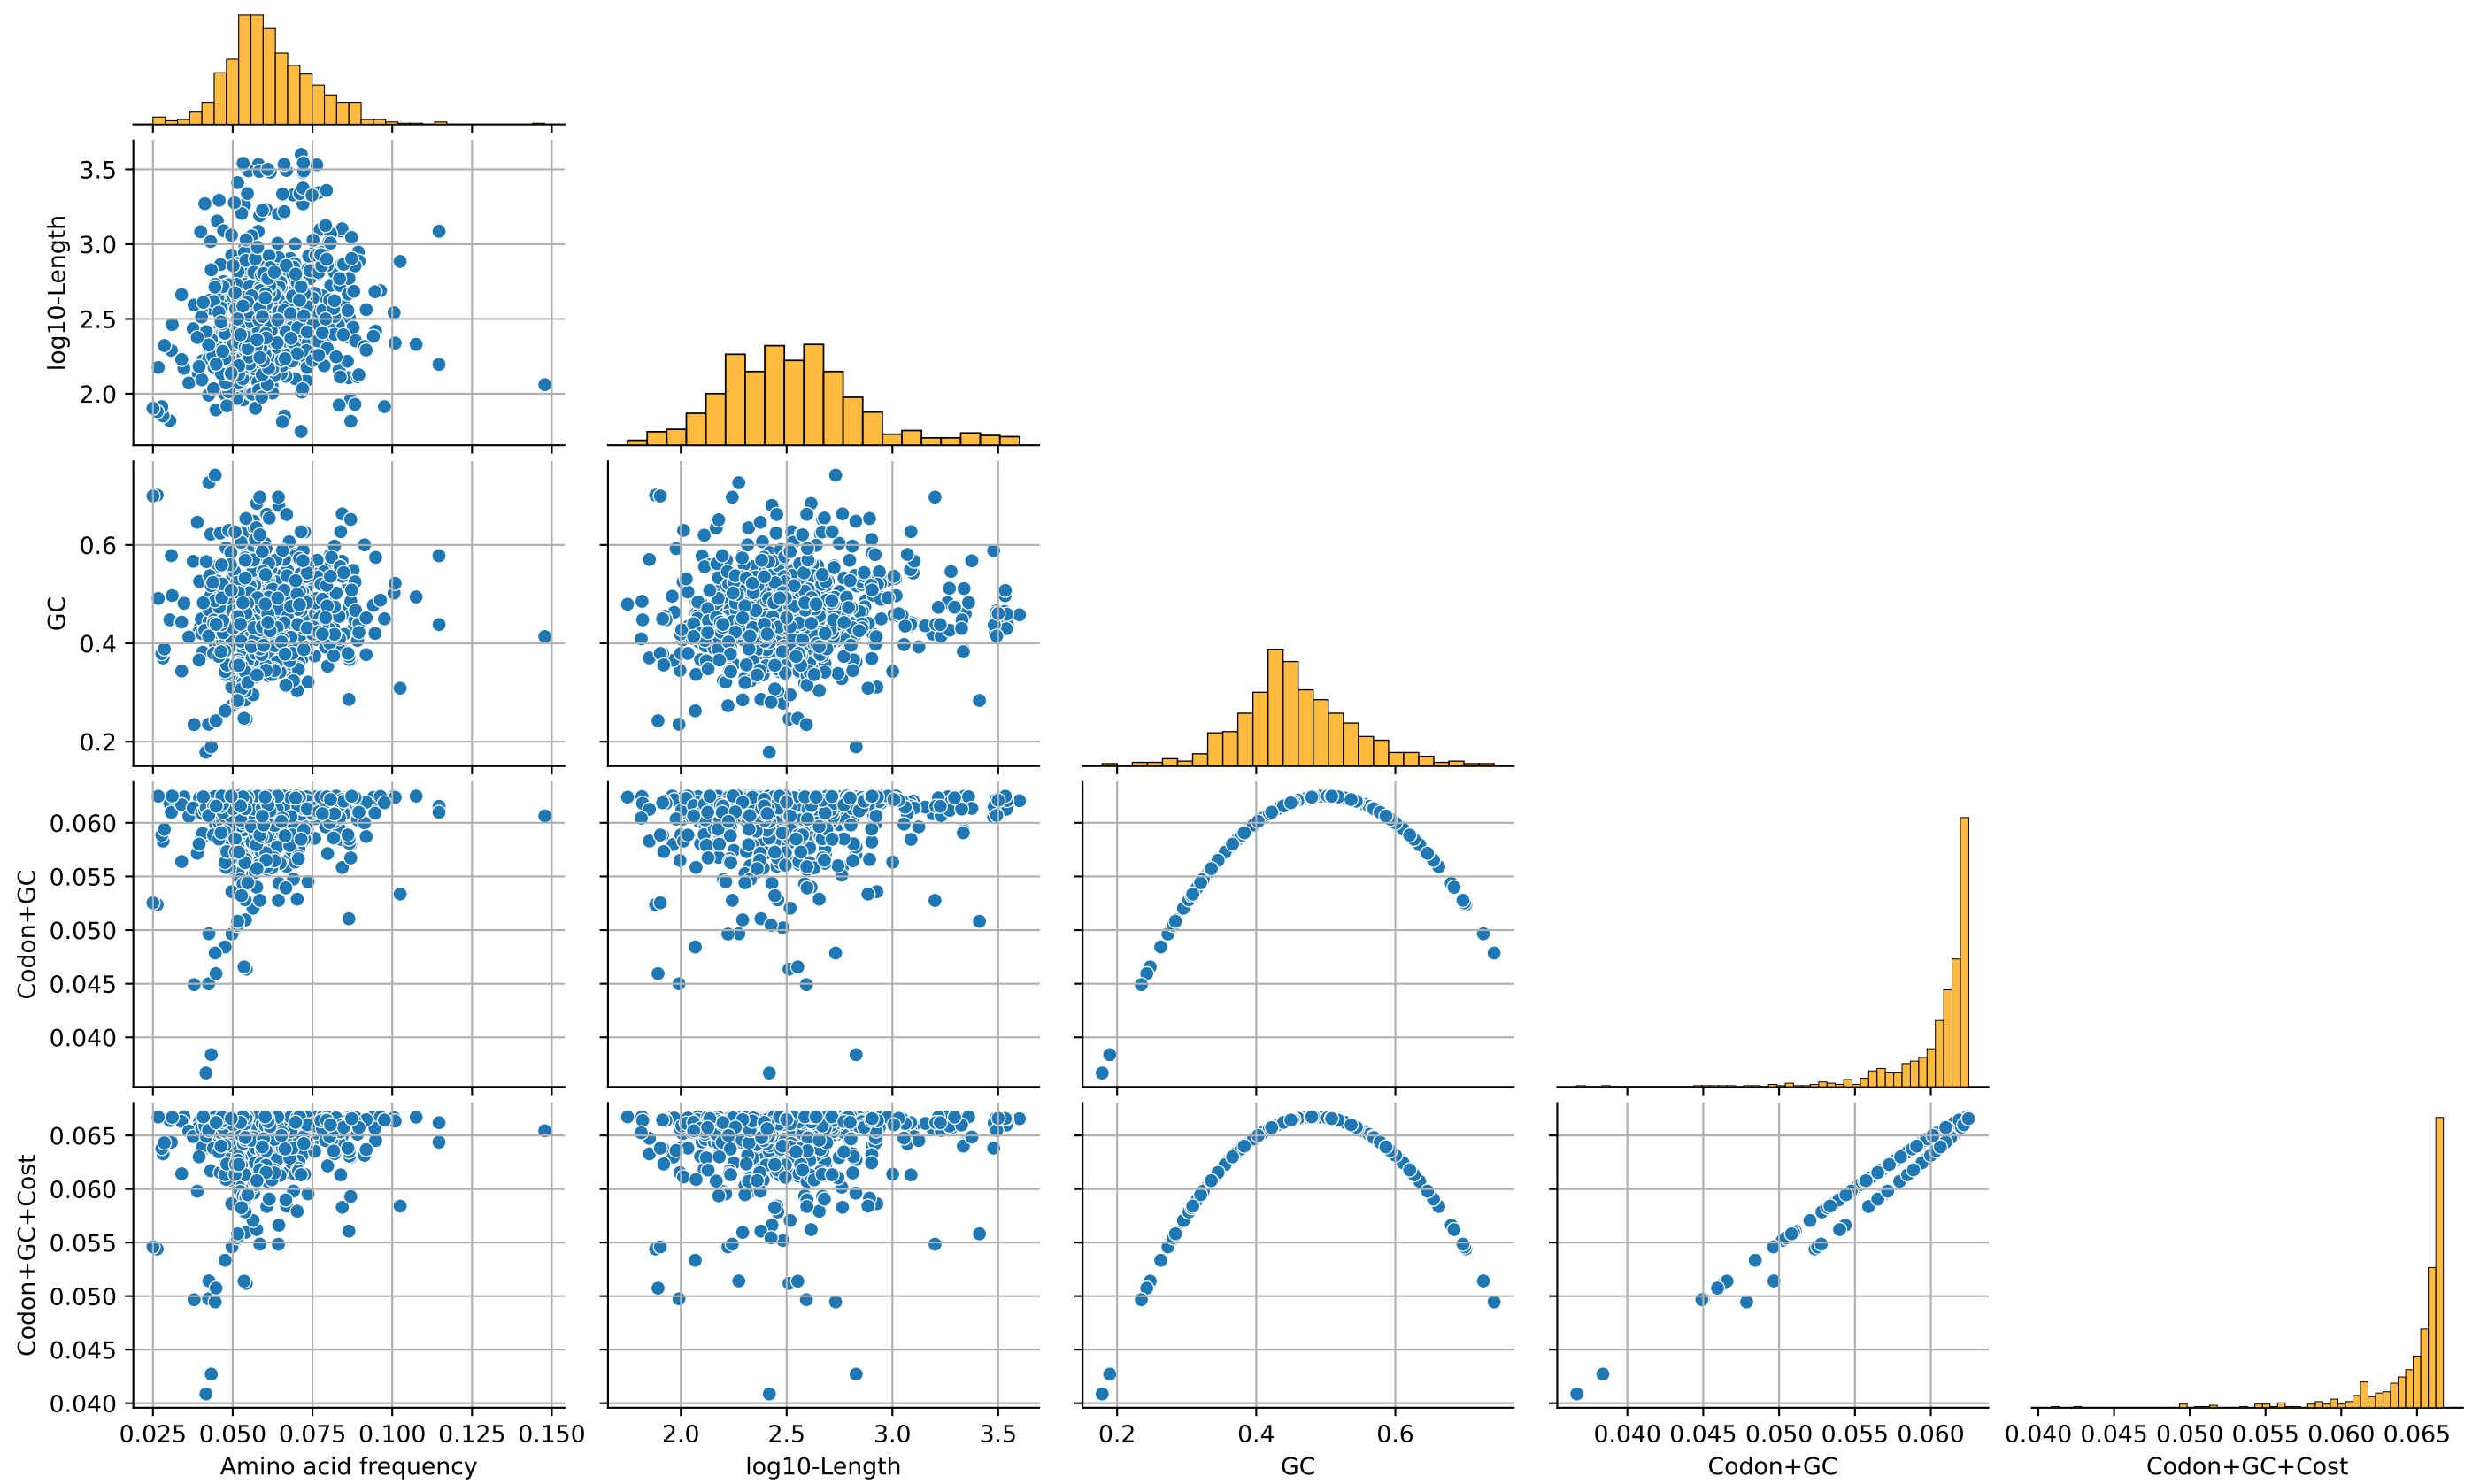 3.5
3.0
2.5
2.0
log10-Length
0.6
0.4
0.2
GC
0.060
0.055
0.050
0.045
0.040
Codon+GC
0.065
0.060
0.055
0.050
0.045
0.040
Codon+GC+Cost
0.025 0.050 0.075 0.100 0.125 0.150
2.0 2.5 3.0 3.5
0.2 0.4 0.6
0.040 0.045 0.050 0.055 0.060
0.040 0.045 0.050 0.055 0.060 0.065
Amino acid frequency
log10-Length
GC
Codon+GC
Codon+GC+Cost